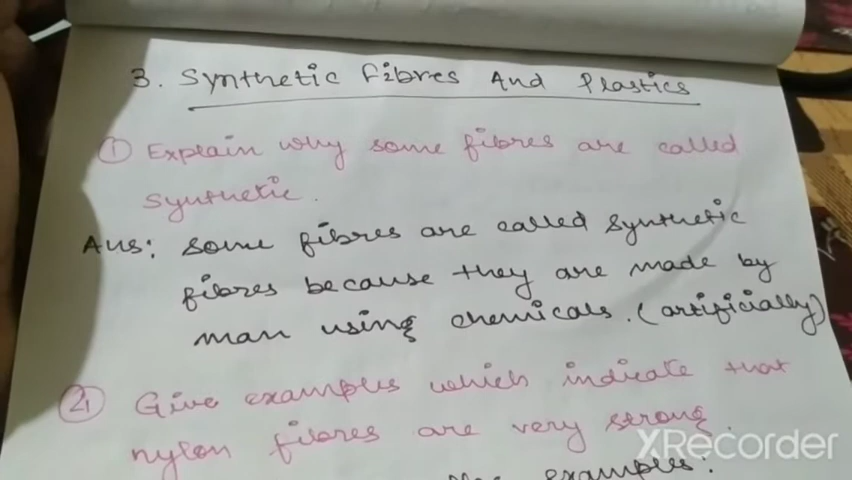 3. Synthetic Fibres And Plastics
① Explain why some fibres are called
synthetic.
Ans: Some fibres are called synthetic
fibres because they are made by
man using chemicals. (artificially)
② Give examples which indicate that
nylon fibres are very strong.
examples:
XRecorder